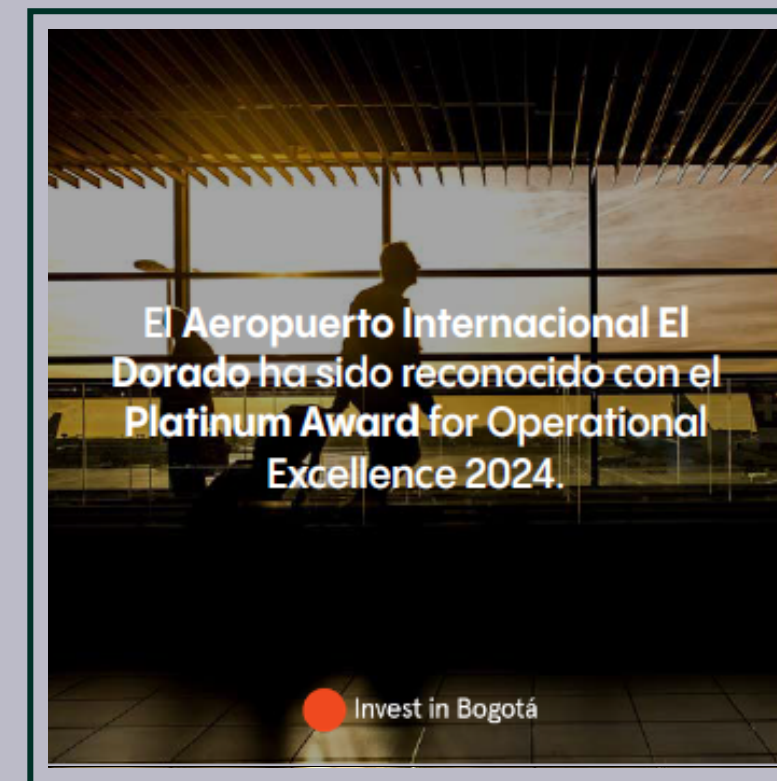 El Aeropuerto Internacional El
Dorado ha sido reconocido con el
Platinum Award for Operational
Excellence 2024.
Invest in Bogotá